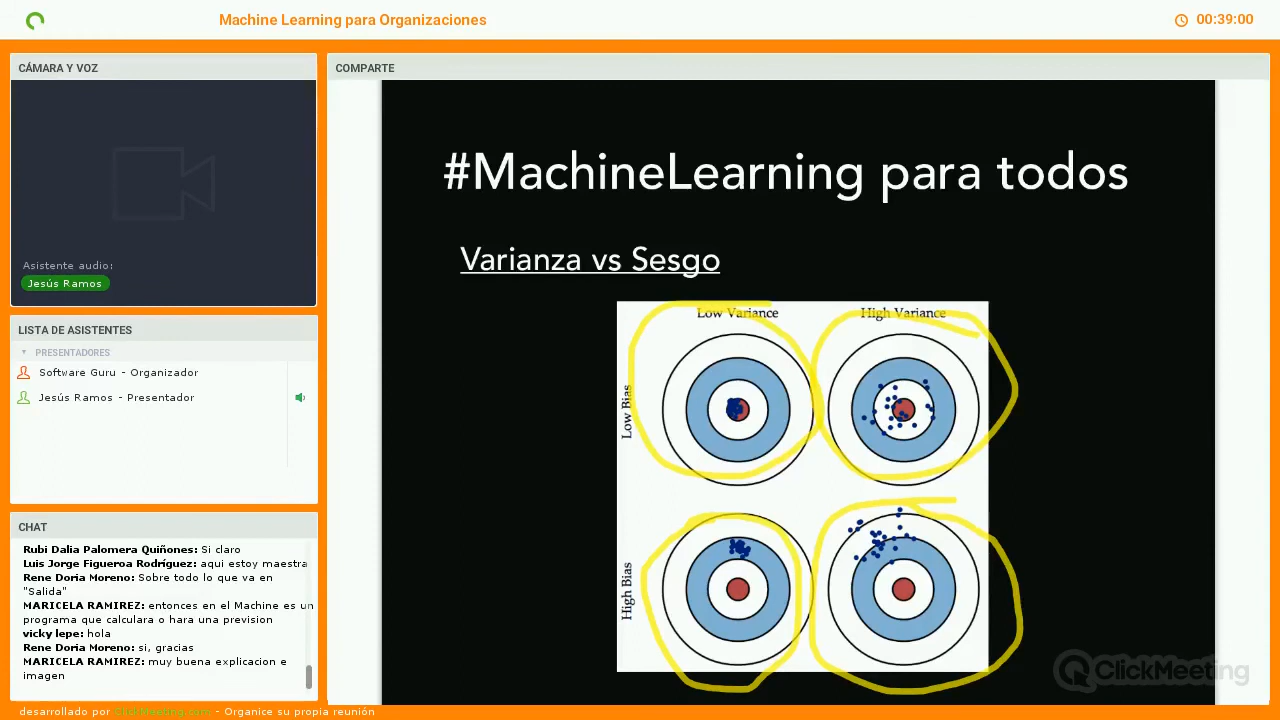 Machine Learning para Organizaciones
00:39:00
CÁMARA Y VOZ
Asistente audio:
Jesús Ramos
LISTA DE ASISTENTES
PRESENTADORES
Software Guru - Organizador
Jesús Ramos - Presentador
CHAT
Rubi Dalia Palomera Quiñones: Si claro
Luis Jorge Figueroa Rodríguez: aqui estoy maestra
Rene Doria Moreno: Sobre todo lo que va en
"Salida"
MARICELA RAMIREZ: entonces en el Machine es un
programa que calculara o hara una prevision
vicky lepe: hola
Rene Doria Moreno: si, gracias
MARICELA RAMIREZ: muy buena explicacion e
imagen
desarrollado por ClickMeeting.com - Organice su propia reunión
COMPARTE
#MachineLearning para todos
Varianza vs Sesgo
Low Variance
High Variance
Low Bias
High Bias
ClickMeeting